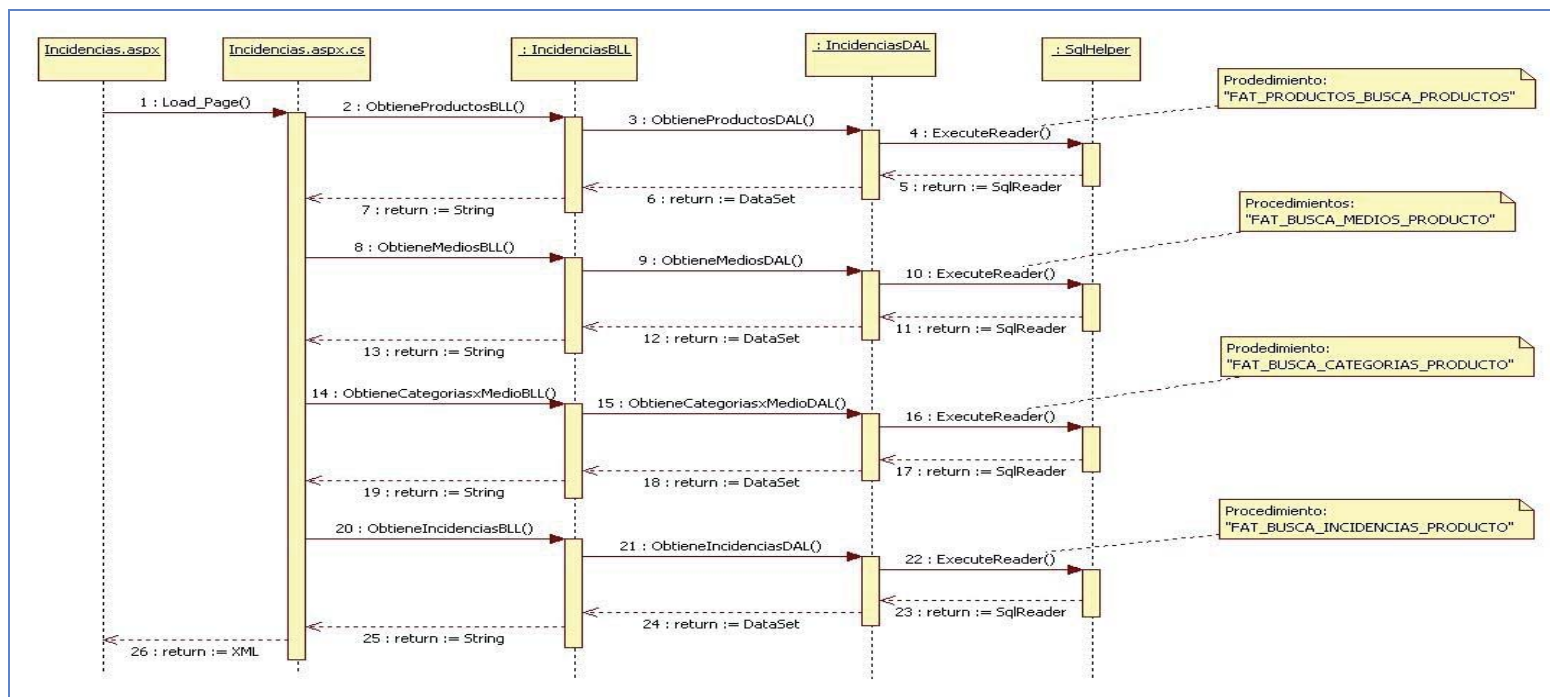 Incidencias.aspx
Incidencias.aspx.cs
: IncidenciasBLL
: IncidenciasDAL
: SqlHelper
Prodedimiento:
"FAT_PRODUCTOS_BUSCA_PRODUCTOS"
1 : Load_Page()
2 : ObtieneProductosBLL()
3 : ObtieneProductosDAL()
4 : ExecuteReader()
5 : return := SqlReader
6 : return := DataSet
7 : return := String
Procedimientos:
"FAT_BUSCA_MEDIOS_PRODUCTO"
8 : ObtieneMediosBLL()
9 : ObtieneMediosDAL()
10 : ExecuteReader()
11 : return := SqlReader
12 : return := DataSet
13 : return := String
Prodedimiento:
"FAT_BUSCA_CATEGORIAS_PRODUCTO"
14 : ObtieneCategoriasxMedioBLL()
15 : ObtieneCategoriasxMedioDAL()
16 : ExecuteReader()
17 : return := SqlReader
18 : return := DataSet
19 : return := String
Procedimiento:
"FAT_BUSCA_INCIDENCIAS_PRODUCTO"
20 : ObtieneIncidenciasBLL()
21 : ObtieneIncidenciasDAL()
22 : ExecuteReader()
23 : return := SqlReader
24 : return := DataSet
25 : return := String
26 : return := XML